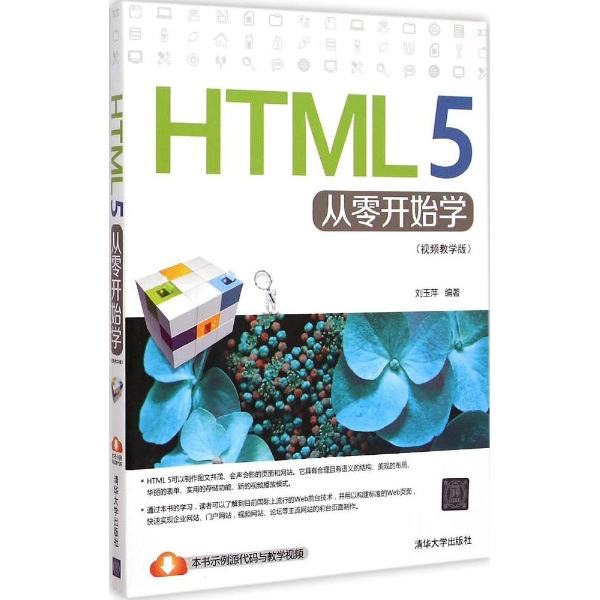 HTML 5
从零开始学
(视频教学版)
刘玉萍 编著
HTML 5
从零开始学
• HTML 5可以制作图文并茂、会声会影的页面和网站。它具有合理且有语义的结构、美观的布局、
华丽的表单、实用的存储功能、新的视频播放模式。
• 通过本书的学习，读者可以了解到目前国际上流行的Web前台技术，并用以构建标准的Web页面，
快速实现企业网站、门户网站，视频网站、论坛等主流网站的前台页面制作。
本书示例源代码与教学视频
清华大学出版社
清华大学出版社